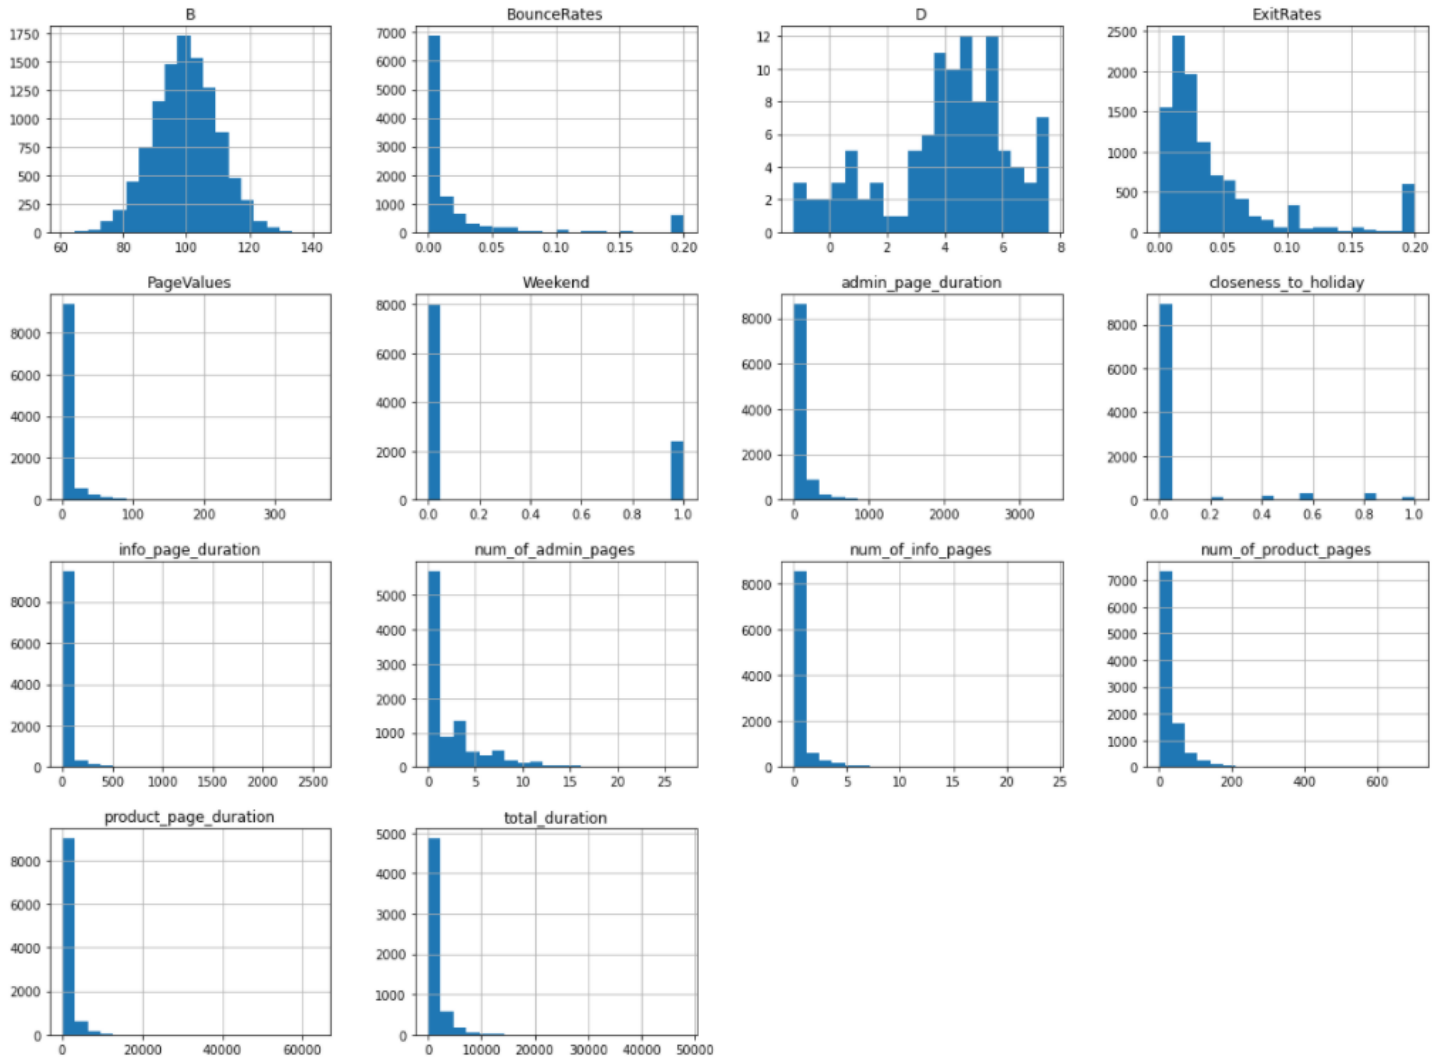 B BounceRates D ExitRates
1750 7000 12 2500
1500 6000 10 2000
1250 5000 8 1500
1000 4000 6 1000
750 3000 4 500
500 2000 2 0
250 1000 0
0 0
60 80 100 120 140 0.00 0.05 0.10 0.15 0.20 0 2 4 6 8 0.00 0.05 0.10 0.15 0.20
PageValues Weekend admin_page_duration closeness_to_holiday
8000 8000 8000 8000
6000 7000 6000 6000
4000 6000 4000 4000
2000 5000 2000 2000
0 4000 0 0
3000
2000
1000
0
0 100 200 300 0.0 0.2 0.4 0.6 0.8 1.0 0 1000 2000 3000 0.0 0.2 0.4 0.6 0.8 1.0
info_page_duration num_of_admin_pages num_of_info_pages num_of_product_pages
8000 5000 8000 7000
6000 4000 6000 6000
4000 3000 4000 5000
2000 2000 2000 4000
0 1000 0 3000
0 2000
1000
0
0 500 1000 1500 2000 2500 0 5 10 15 20 25 0 5 10 15 20 25 0 200 400 600
product_page_duration total_duration
8000 5000
6000 4000
4000 3000
2000 2000
0 1000
0
0 20000 40000 60000 0 10000 20000 30000 40000 50000